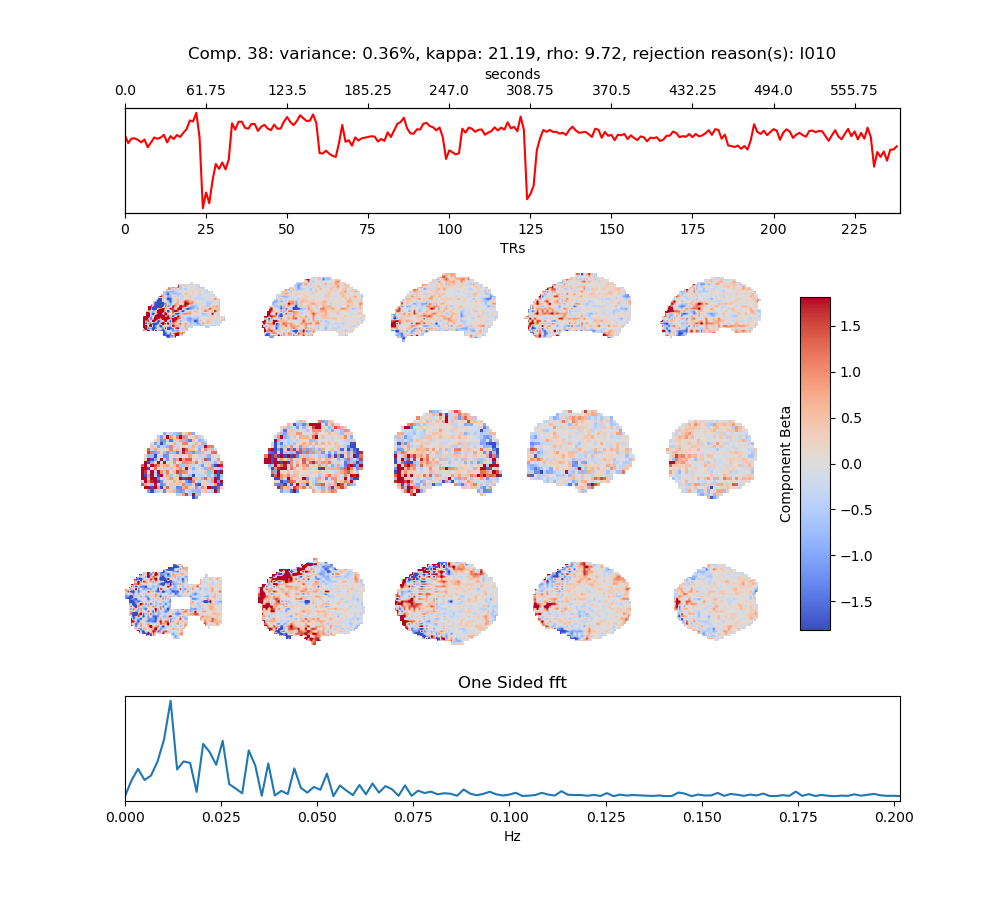 Comp. 38: variance: 0.36%, kappa: 21.19, rho: 9.72, rejection reason(s): I010
seconds
0.0 61.75 123.5 185.25 247.0 308.75 370.5 432.25 494.0 555.75
0 25 50 75 100 125 150 175 200 225
TRs
1.5
1.0
0.5
0.0
−0.5
−1.0
−1.5
Component Beta
One Sided fft
0.000 0.025 0.050 0.075 0.100 0.125 0.150 0.175 0.200
Hz